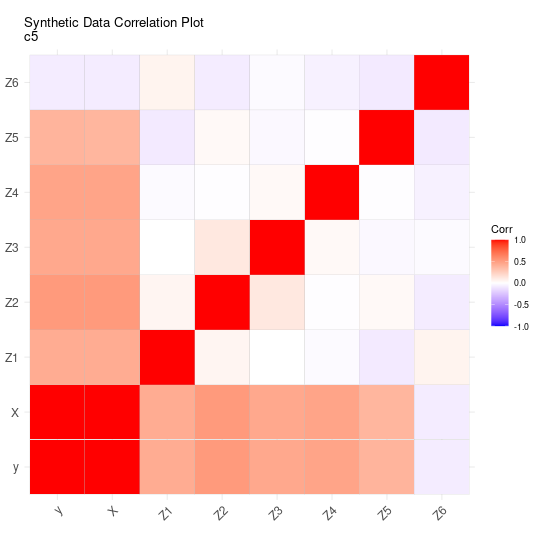 Synthetic Data Correlation Plot
c5
Z6
Z5
Z4
Z3
Z2
Z1
X
y
y X Z1 Z2 Z3 Z4 Z5 Z6
Corr
1.0
0.5
0.0
-0.5
-1.0